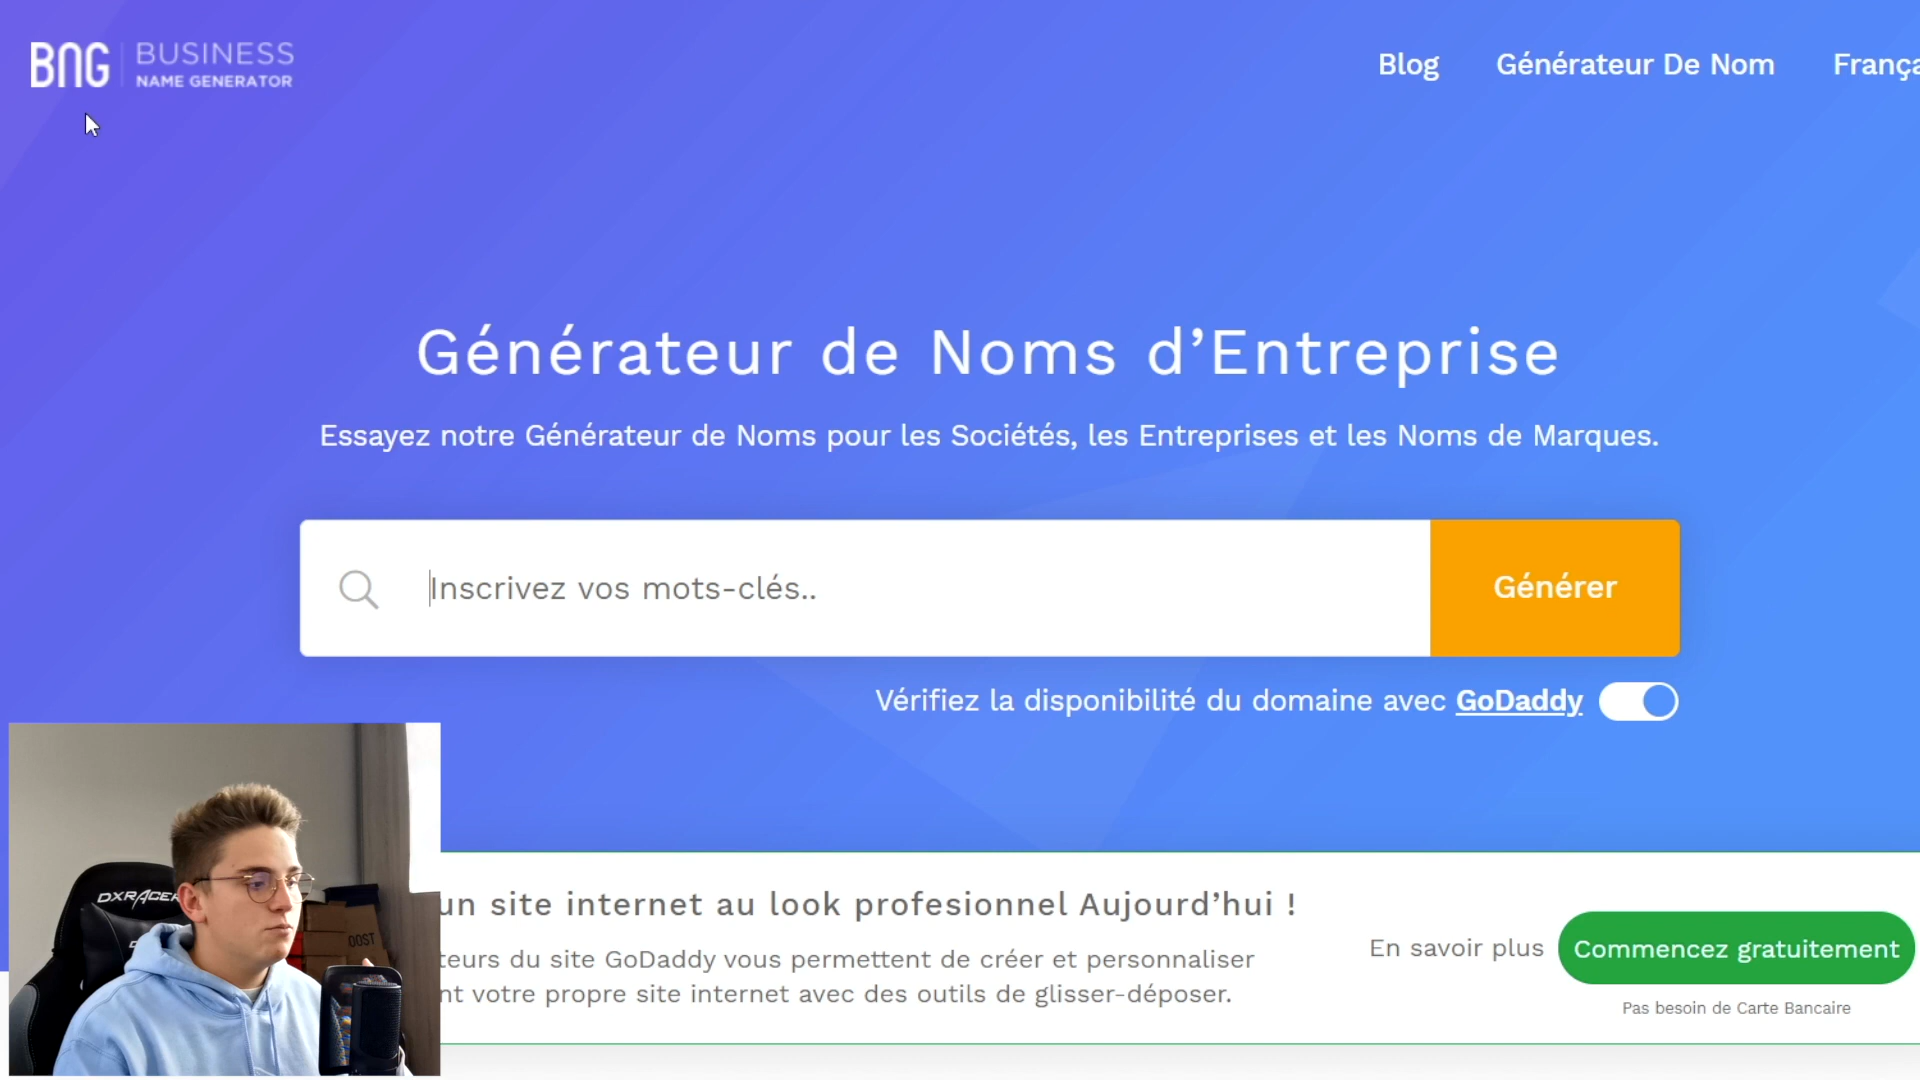 BNG BUSINESS
NAME GENERATOR
Blog
Générateur De Nom
França
Générateur de Noms d’Entreprise
Essayez notre Générateur de Noms pour les Sociétés, les Entreprises et les Noms de Marques.
Inscrivez vos mots-clés..
Générer
Vérifiez la disponibilité du domaine avec GoDaddy
un site internet au look profesionnel Aujourd’hui !
teurs du site GoDaddy vous permettent de créer et personnaliser
nt votre propre site internet avec des outils de glisser-déposer.
En savoir plus
Commencez gratuitement
Pas besoin de Carte Bancaire
DXRACER